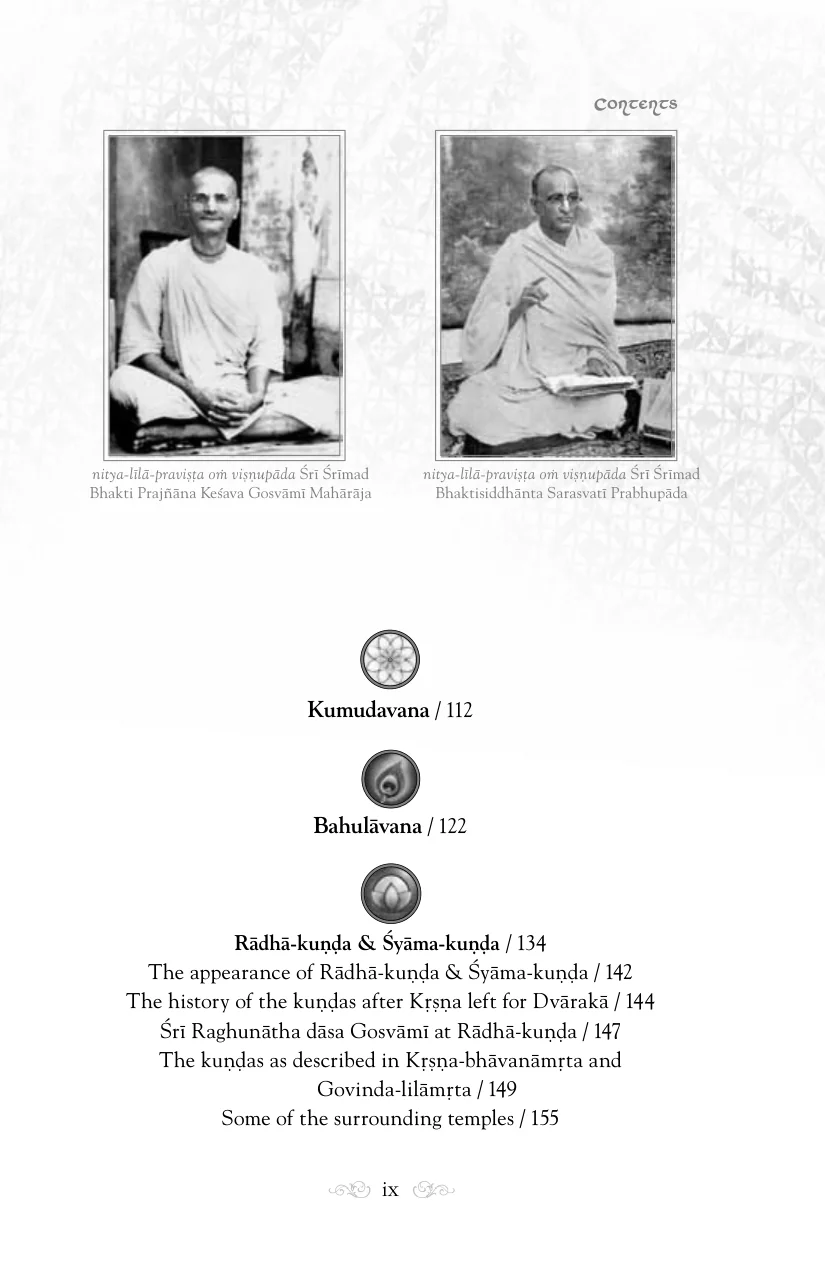 Contents
nitya-līlā-praviṣṭa oṁ viṣṇupāda Śrī Śrīmad
Bhakti Prajñāna Keśava Gosvāmī Mahārāja
nitya-līlā-praviṣṭa oṁ viṣṇupāda Śrī Śrīmad
Bhaktisiddhānta Sarasvatī Prabhupāda
Kumudavana / 112
Bahulāvana / 122
Rādhā-kuṇḍa & Śyāma-kuṇḍa / 134
The appearance of Rādhā-kuṇḍa & Śyāma-kuṇḍa / 142
The history of the kuṇḍas after Kṛṣṇa left for Dvārakā / 144
Śrī Raghunātha dāsa Gosvāmī at Rādhā-kuṇḍa / 147
The kuṇḍas as described in Kṛṣṇa-bhāvanāmṛta and
Govinda-lilāmṛta / 149
Some of the surrounding temples / 155
ix